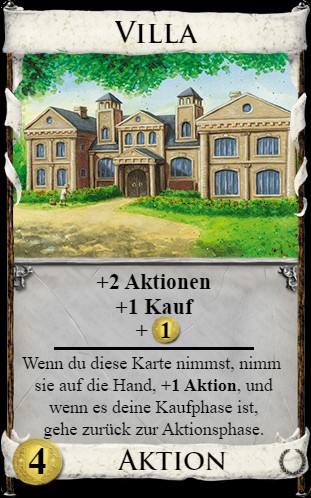 VILLA
+2 Aktionen
+1 Kauf
+ 1
Wenn du diese Karte nimmst, nimm
sie auf die Hand, +1 Aktion, und
wenn es deine Kaufphase ist,
gehe zurück zur Aktionsphase.
4 AKTION